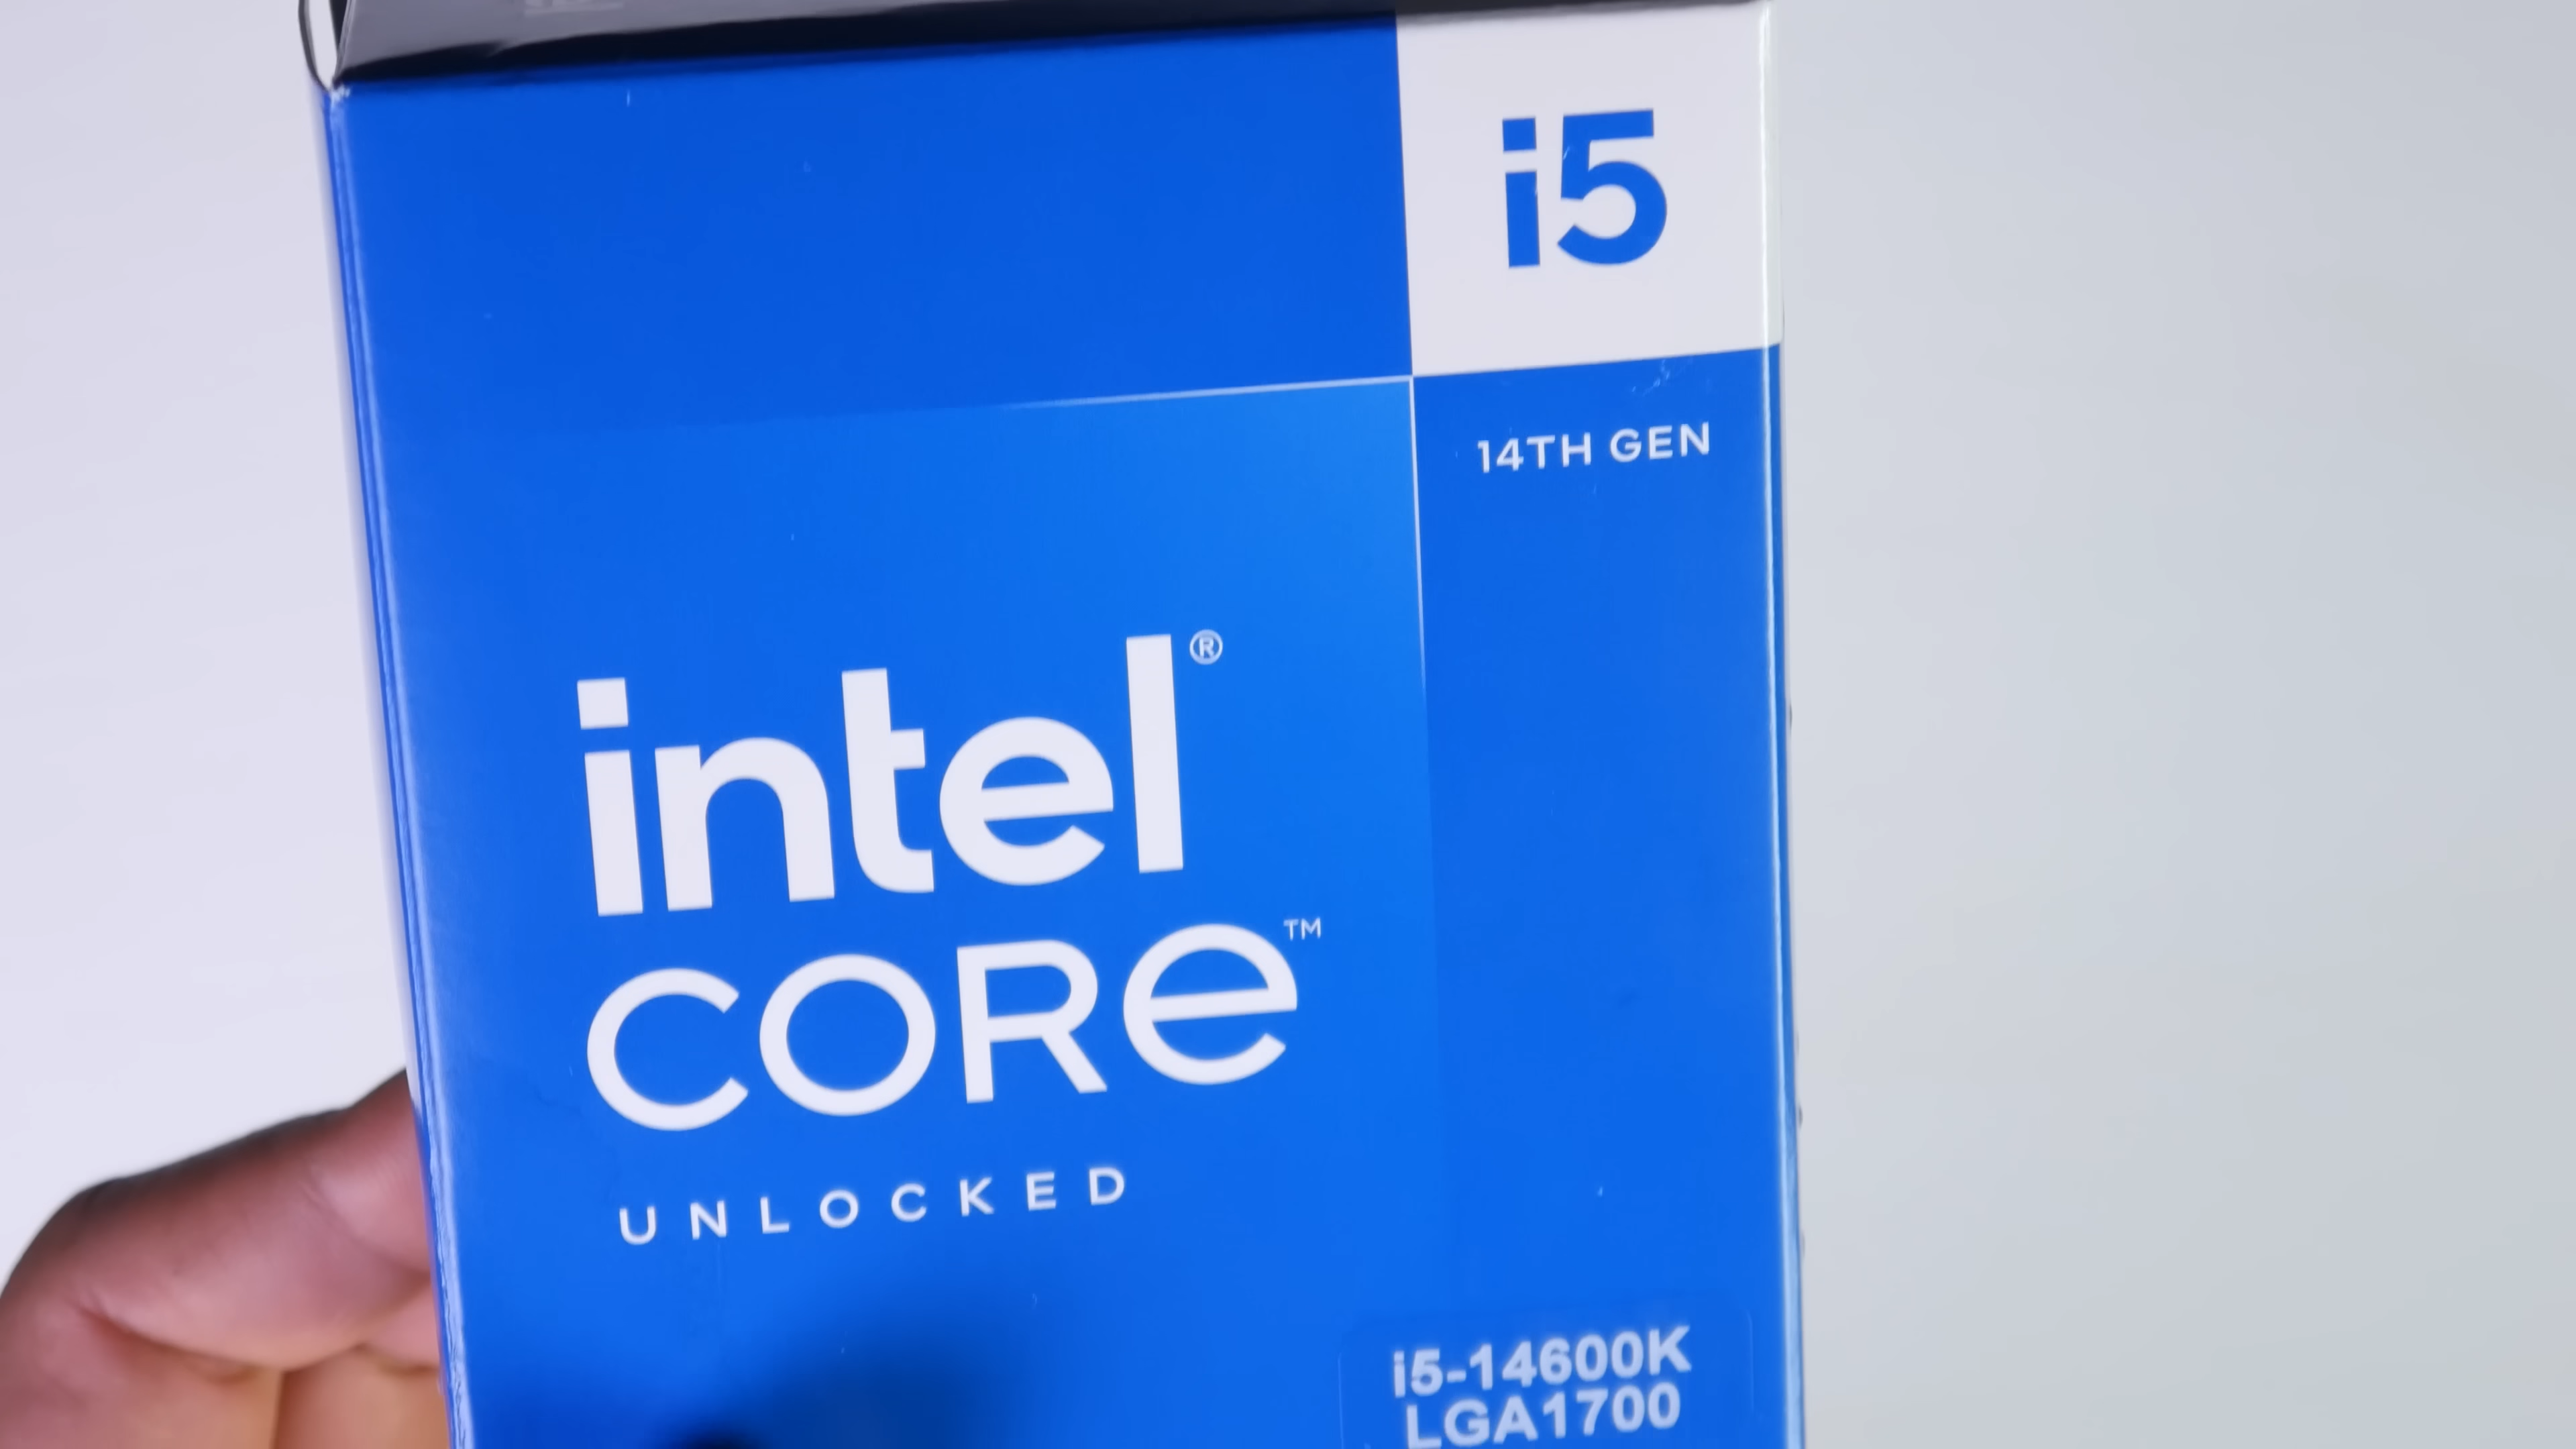 i5
14TH GEN
intel®
CORe™
UNLOCKED
i5-14600K
LGA1700